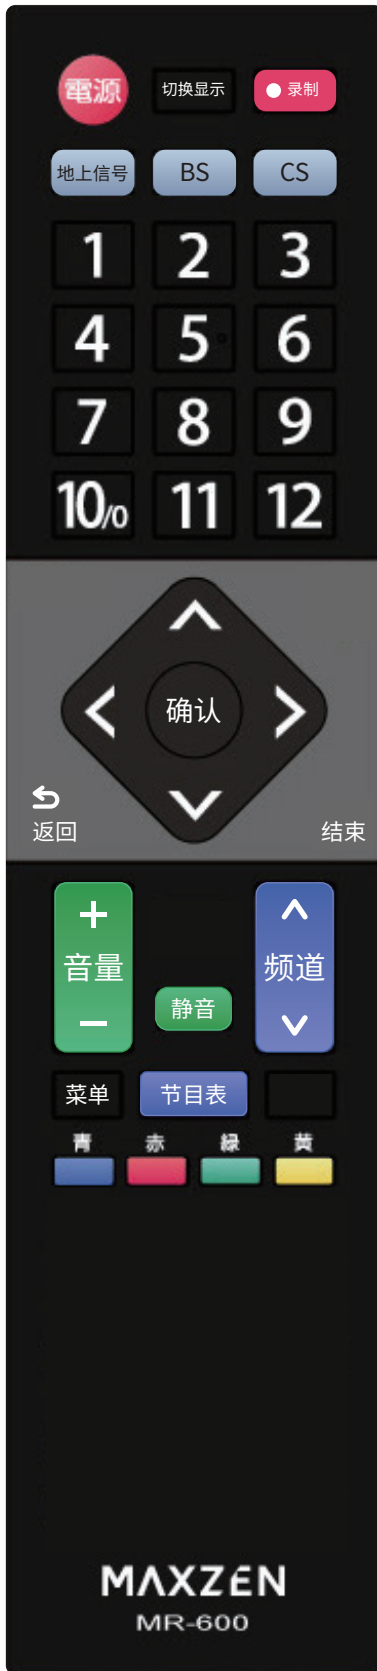 電源
切换显示
录制
地上信号
BS
CS
1
2
3
4
5
6
7
8
9
10/0
11
12
确认
返回
结束
音量
频道
静音
菜单
节目表
青
赤
緑
黄
MAXZEN
MR-600